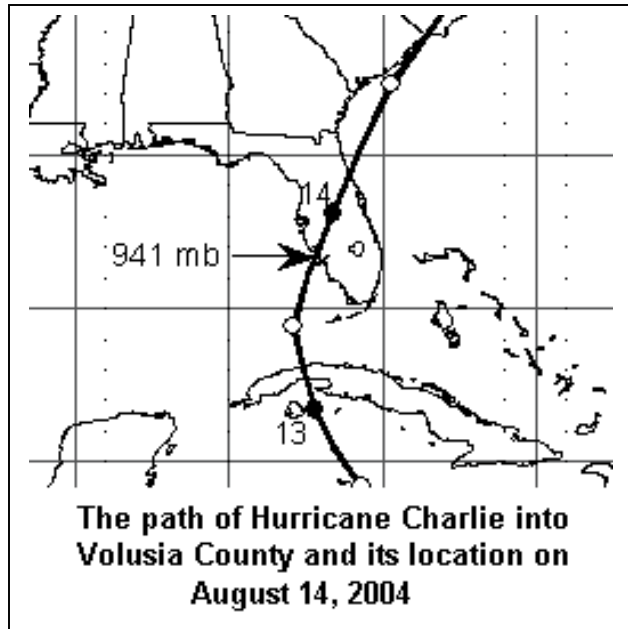 14
941 mb
13
The path of Hurricane Charlie into
Volusia County and its location on
August 14, 2004